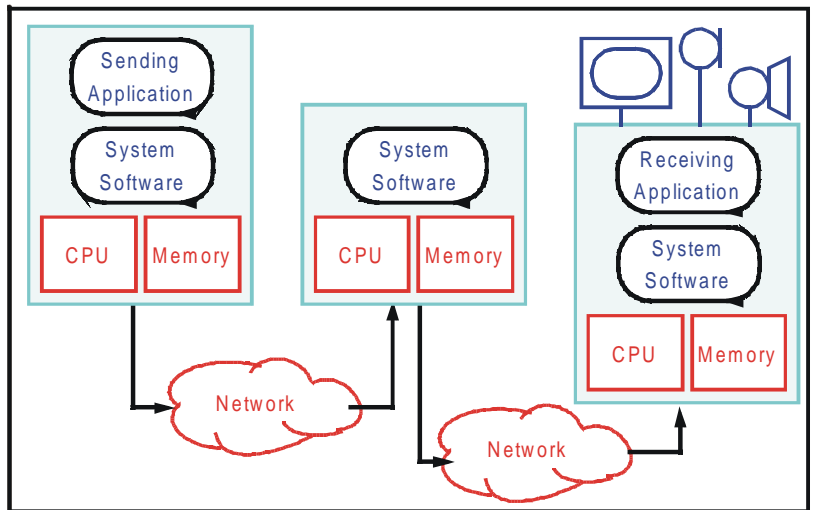 Sending
Application
System
Software
CPU
Memory
Network
System
Software
CPU
Memory
Network
Receiving
Application
System
Software
CPU
Memory